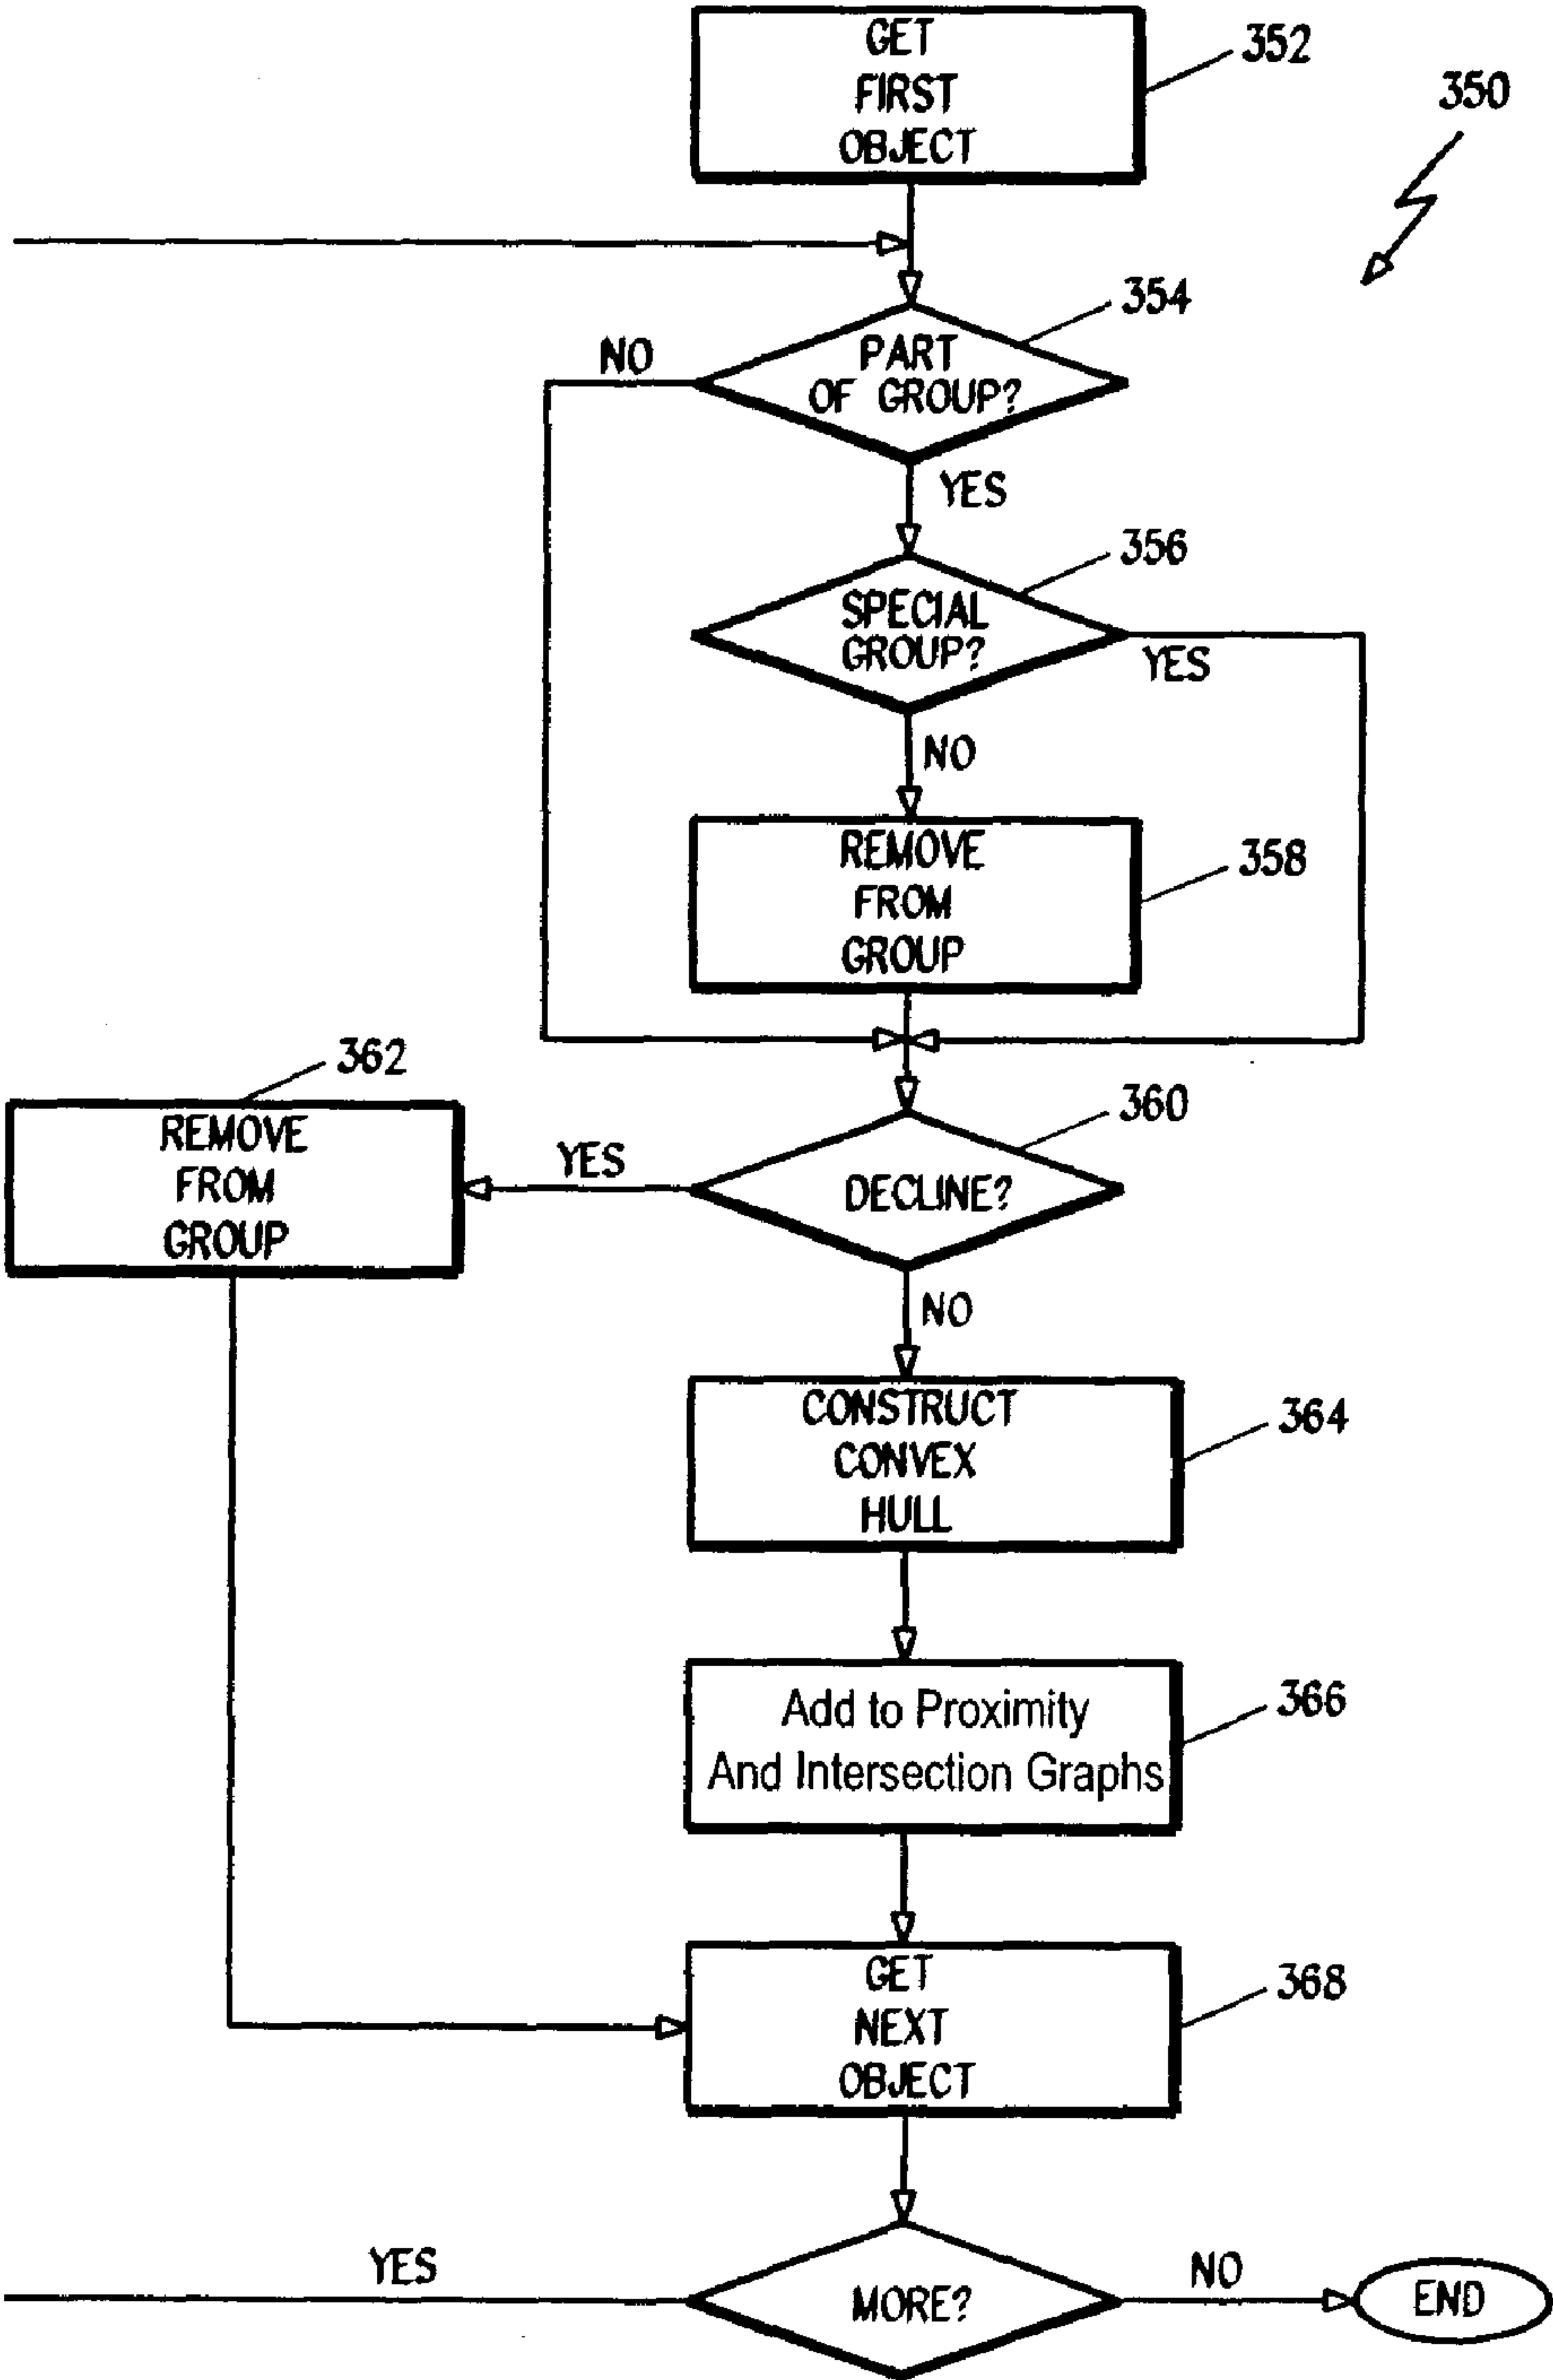 GET
FIRST
OBJECT
352
350
354
PART
OF GROUP?
NO
YES
356
SPECIAL
GROUP?
YES
NO
REMOVE
FROM
GROUP
358
362
REMOVE
FROM
GROUP
360
YES
DECLINE?
NO
CONSTRUCT
CONVEX
HULL
364
Add to Proximity
And Intersection Graphs
366
GET
NEXT
OBJECT
368
YES
MORE?
NO
END